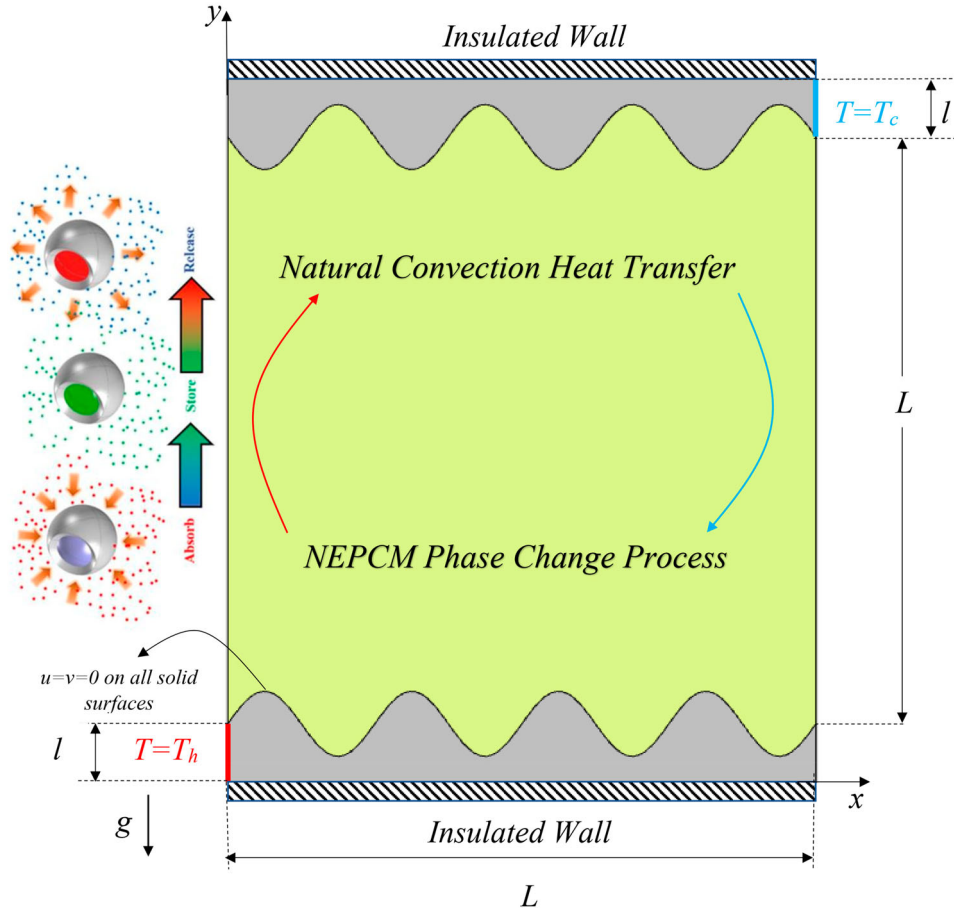 y
Insulated Wall
T=Tc
l
Release
Natural Convection Heat Transfer
Store
L
Absorb
NEPCM Phase Change Process
u=v=0 on all solid
surfaces
l
T=Th
x
g
Insulated Wall
L